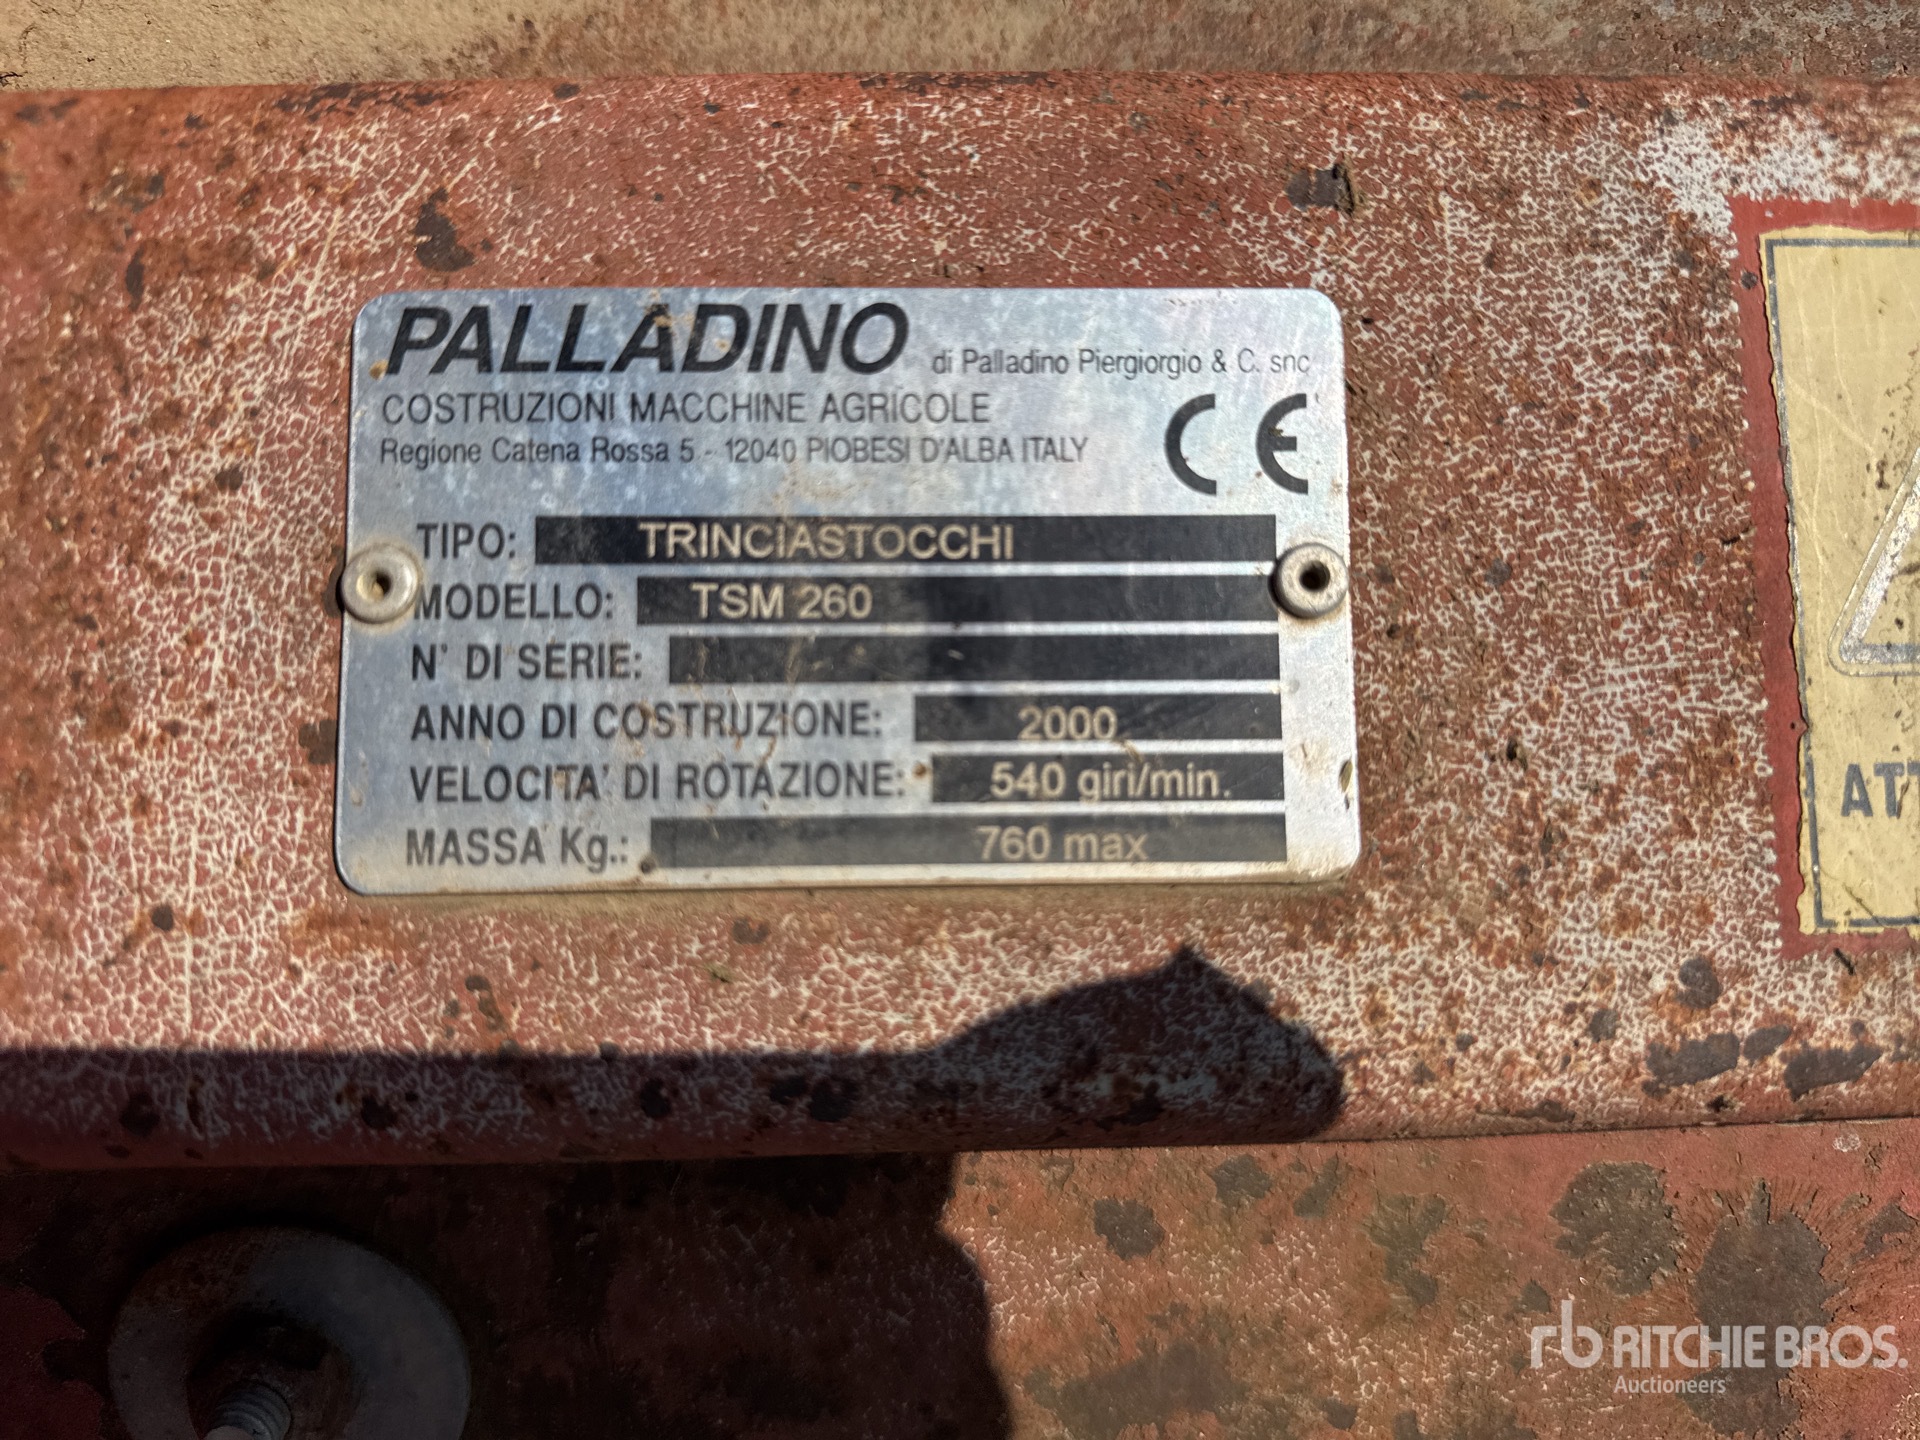 PALLADINO di Palladino Piergiorgio & C. snc
COSTRUZIONI MACCHINE AGRICOLE
Regione Catena Rossa 5 - 12040 PIOBESI D'ALBA ITALY
CE
TIPO: TRINCIASTOCCHI
MODELLO: TSM 260
N° DI SERIE:
ANNO DI COSTRUZIONE: 2000
VELOCITA' DI ROTAZIONE: 540 giri/min.
MASSA Kg.: 760 max
ATT
rb RITCHIE BROS.
Auctioneers